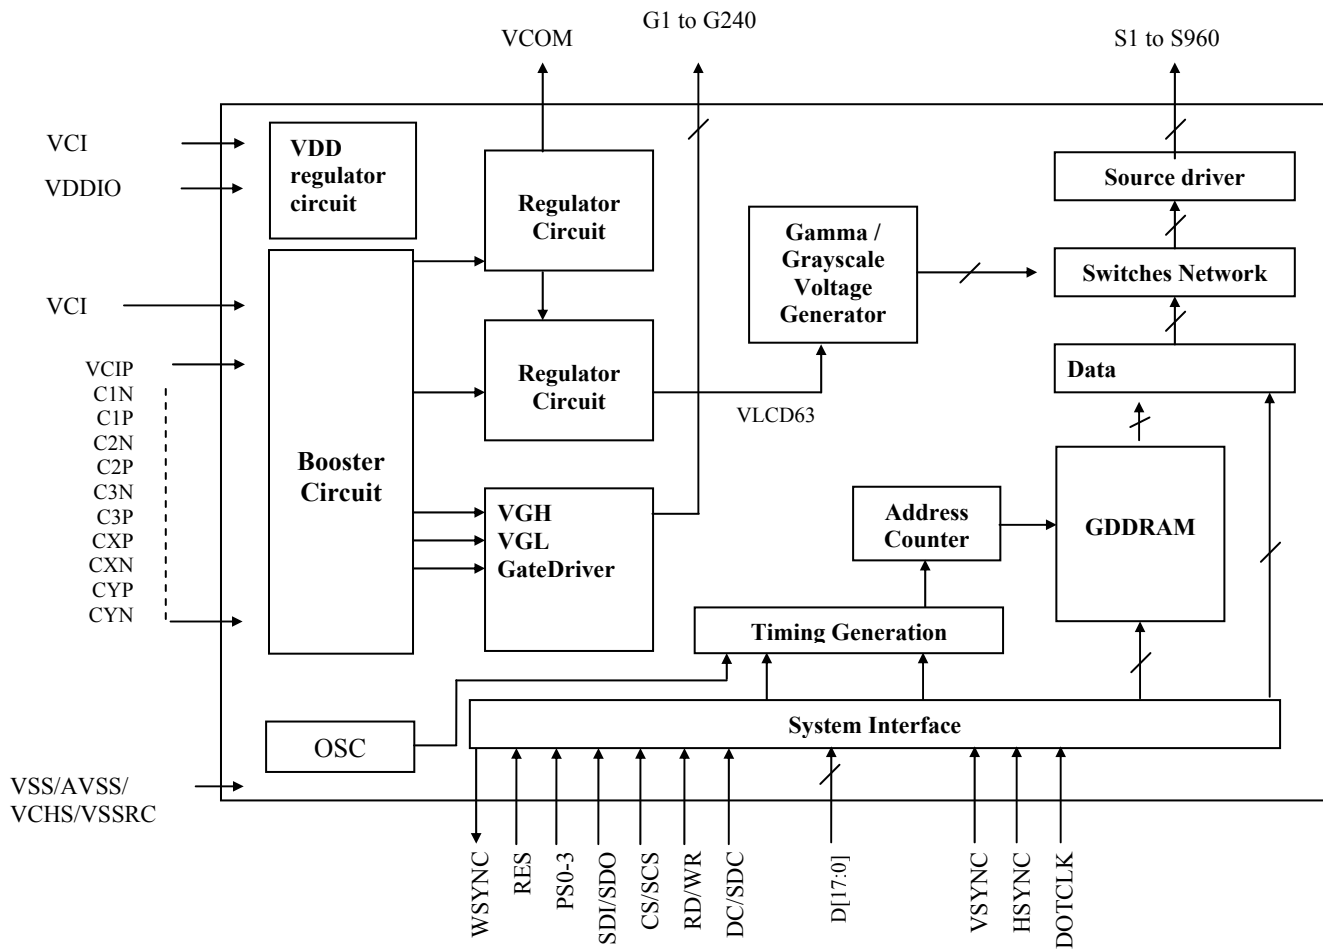 G1 to G240
VCOM
S1 to S960
VCI
VDDIO
VDD
regulator
circuit
Regulator
Circuit
Gamma /
Grayscale
Voltage
Generator
Source driver
Switches Network
VCI
VCIP
C1N
C1P
C2N
C2P
C3N
C3P
CXP
CXN
CYP
CYN
Booster
Circuit
Regulator
Circuit
VLCD63
Data
VGH
VGL
GateDriver
Address
Counter
GDDRAM
Timing Generation
OSC
System Interface
VSS/AVSS/
VCHS/VSSRC
WSYNC
RES
PS0-3
SDI/SDO
CS/SCS
RD/WR
DC/SDC
D[17:0]
VSYNC
HSYNC
DOTCLK